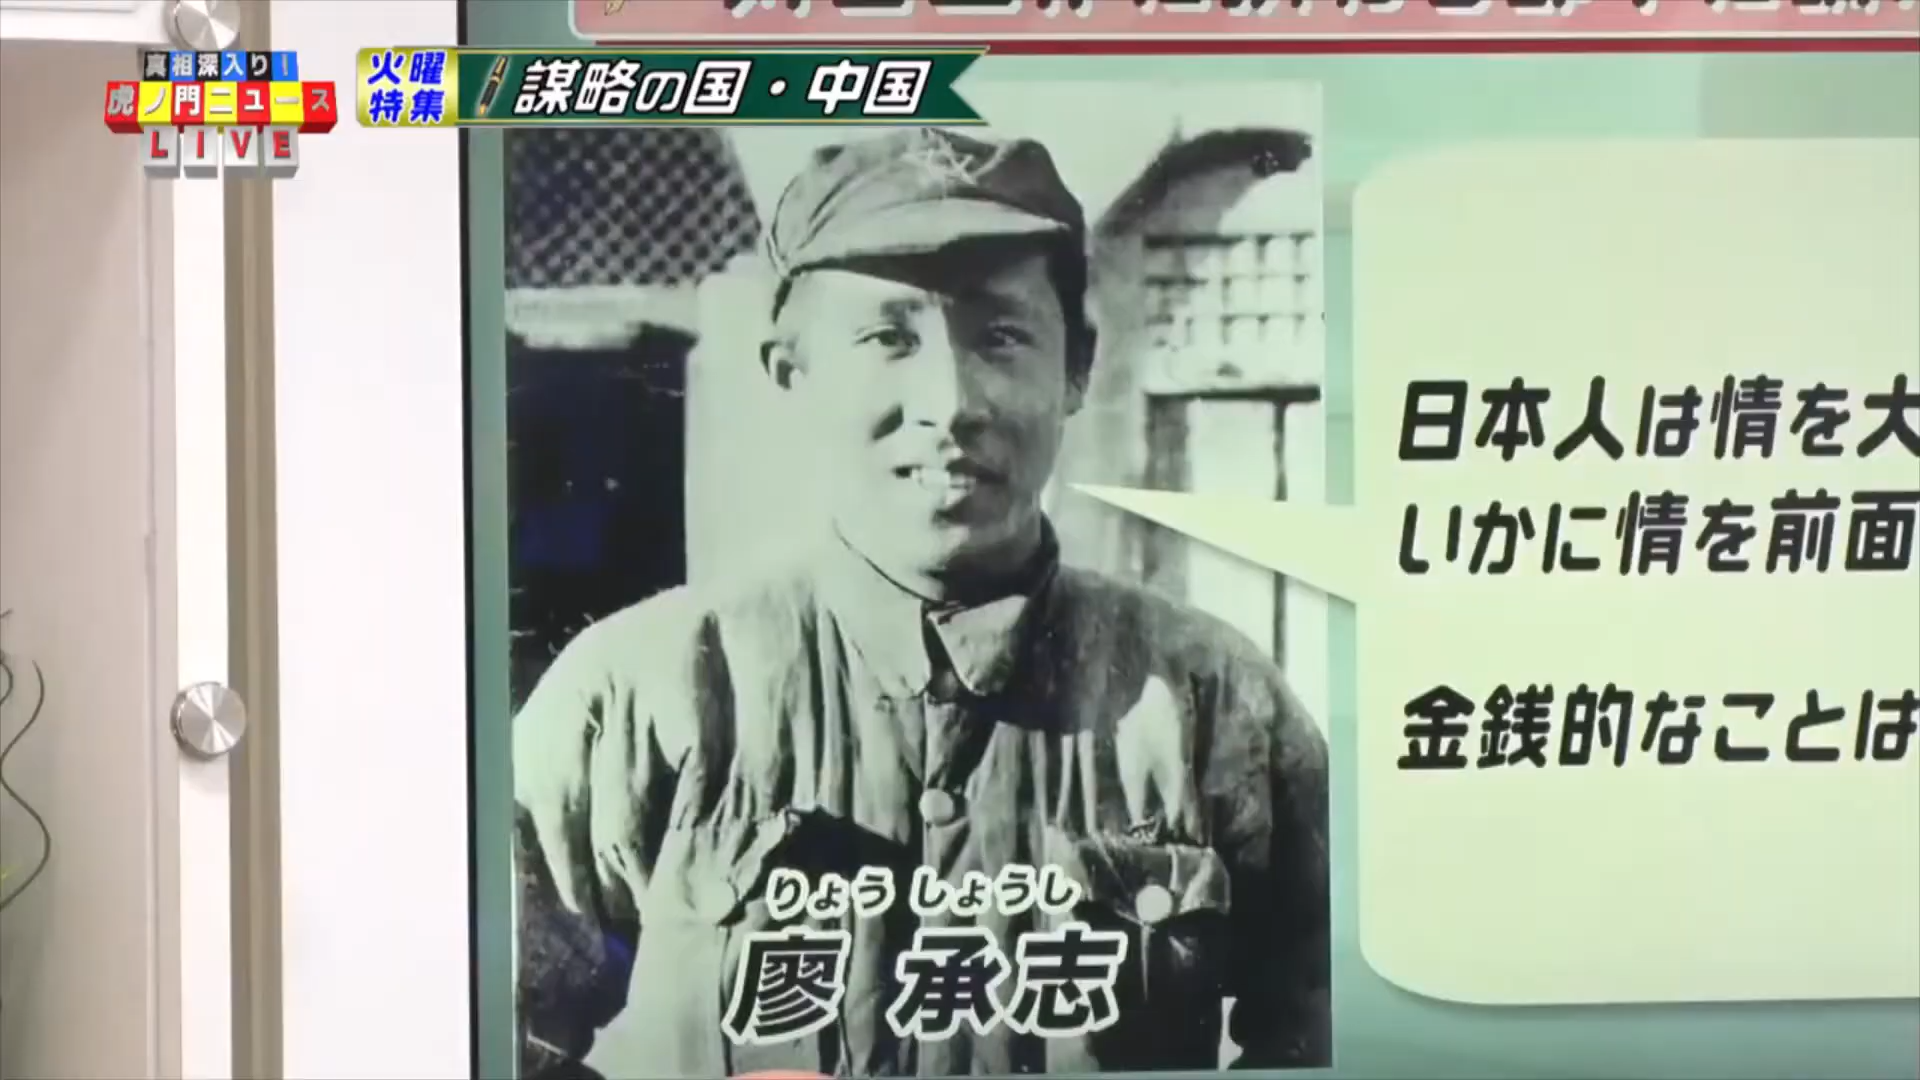 真相深入り!
虎ノ門ニュース
LIVE
火曜
特集
謀略の国・中国
日本人は情を大
いかに情を前面
金銭的なことは
りょう しょうし
廖 承志